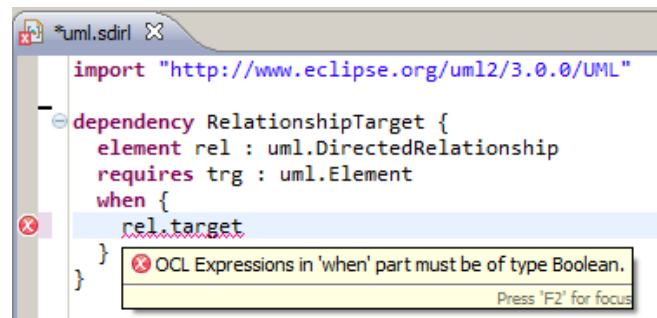 *uml.sdirl
import "http://www.eclipse.org/uml2/3.0.0/UML"
dependency RelationshipTarget {
element rel : uml.DirectedRelationship
requires trg : uml.Element
when {
rel.target
}
OCL Expressions in 'when' part must be of type Boolean.
}
Press 'F2' for focus